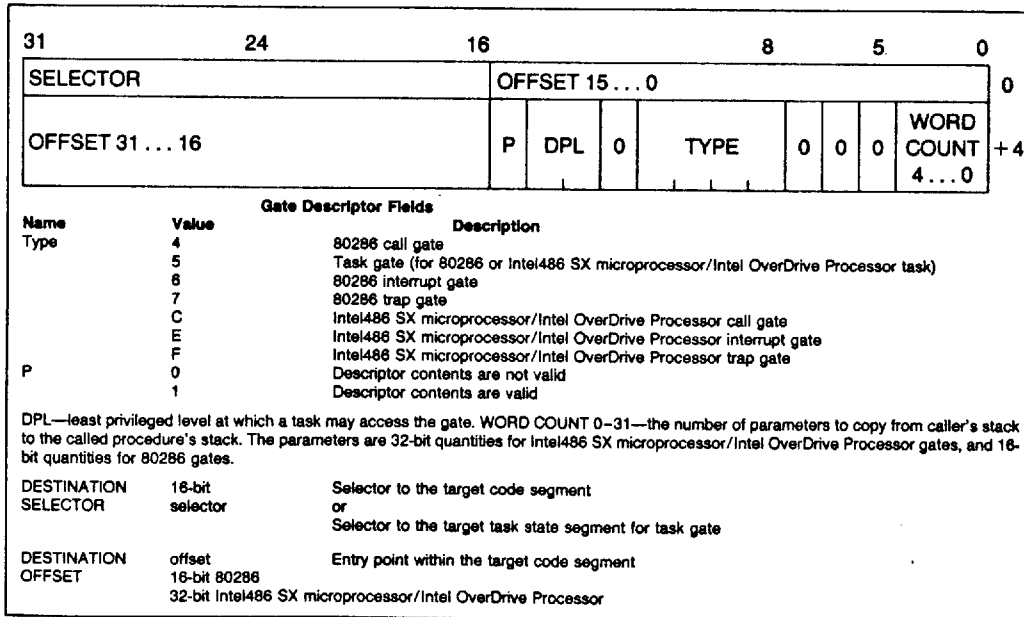 31 24 16 8 5 0
SELECTOR OFFSET 15 . . . 0 0
OFFSET 31 . . . 16 P DPL 0 TYPE 0 0 0 WORD COUNT 4 . . . 0 +4
Gate Descriptor Fields
Name Value Description
Type 4 80286 call gate
5 Task gate (for 80286 or Intel486 SX microprocessor/Intel OverDrive Processor task)
6 80286 interrupt gate
7 80286 trap gate
C Intel486 SX microprocessor/Intel OverDrive Processor call gate
E Intel486 SX microprocessor/Intel OverDrive Processor interrupt gate
F Intel486 SX microprocessor/Intel OverDrive Processor trap gate
P 0 Descriptor contents are not valid
1 Descriptor contents are valid
DPL—least privileged level at which a task may access the gate. WORD COUNT 0–31—the number of parameters to copy from caller's stack
to the called procedure's stack. The parameters are 32-bit quantities for Intel486 SX microprocessor/Intel OverDrive Processor gates, and 16-
bit quantities for 80286 gates.
DESTINATION 16-bit Selector to the target code segment
SELECTOR selector or
Selector to the target task state segment for task gate
DESTINATION offset Entry point within the target code segment
OFFSET 16-bit 80286
32-bit Intel486 SX microprocessor/Intel OverDrive Processor